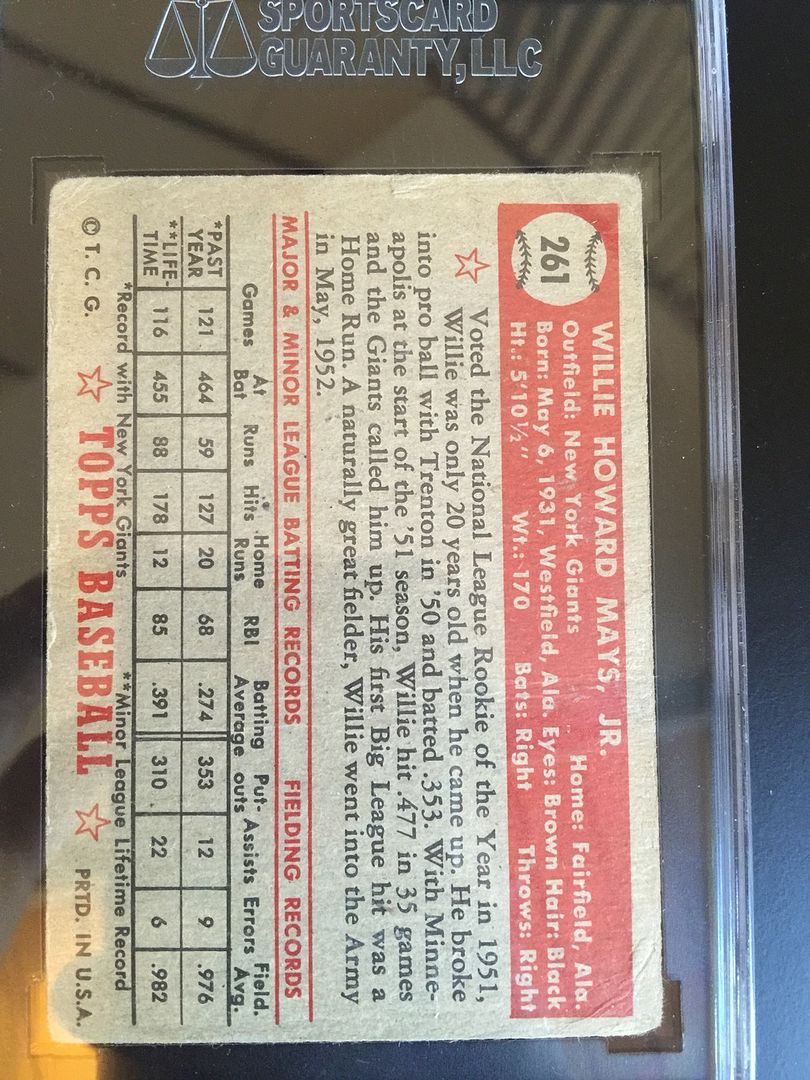 SPORTSCARD
GUARANTY, LLC
261
WILLIE HOWARD MAYS, JR.
Outfield: New York Giants Home: Fairfield, Ala.
Born: May 6, 1931, Westfield, Ala. Eyes: Brown Hair: Black
Ht.: 5'10½" Wt.: 170 Bats: Right Throws: Right
Voted the National League Rookie of the Year in 1951,
Willie was only 20 years old when he came up. He broke
into pro ball with Trenton in '50 and batted .353. With Minne-
apolis at the start of the '51 season, Willie hit .477 in 35 games
and the Giants called him up. His first Big League hit was a
Home Run. A naturally great fielder, Willie went into the Army
in May, 1952.
MAJOR & MINOR LEAGUE BATTING RECORDS FIELDING RECORDS
Games At Bat Runs Hits Home Runs RBI Batting Average Put-outs Assists Errors Field. Avg.
*PAST YEAR 121 464 59 127 20 68 .274 353 12 9 .976
**LIFE-TIME 116 455 88 178 12 85 .391 310 22 6 .982
*Record with New York Giants **Minor League Lifetime Record
© T. C. G. TOPPS BASEBALL PRTD. IN U.S.A.